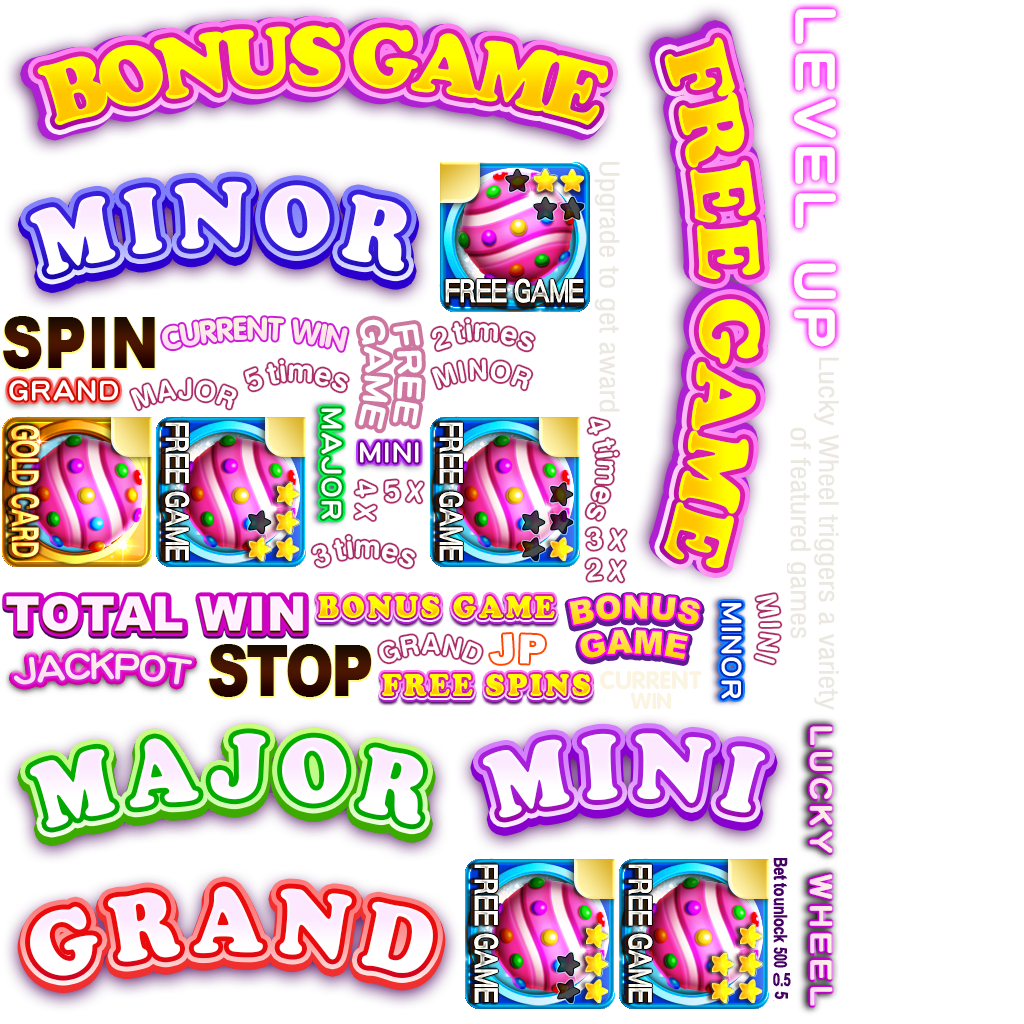 BONUS GAME
FREE GAME
LEVEL UP
MINOR
FREE GAME
Upgrade to get award
SPIN
CURRENT WIN
FREE
GAME
2 times
GRAND
MAJOR
5 times
MINOR
Lucky Wheel triggers a variety
of featured games
GOLD CARD
FREE GAME
MAJOR
MINI
4 X
5 X
FREE GAME
4 times
3 times
3 X
2 X
TOTAL WIN
BONUS GAME
BONUS
GAME
MINOR
MINI
JACKPOT
STOP
GRAND
JP
FREE SPINS
CURRENT
WIN
MAJOR
MINI
LUCKY WHEEL
GRAND
FREE GAME
FREE GAME
Bet to unlock 500
5